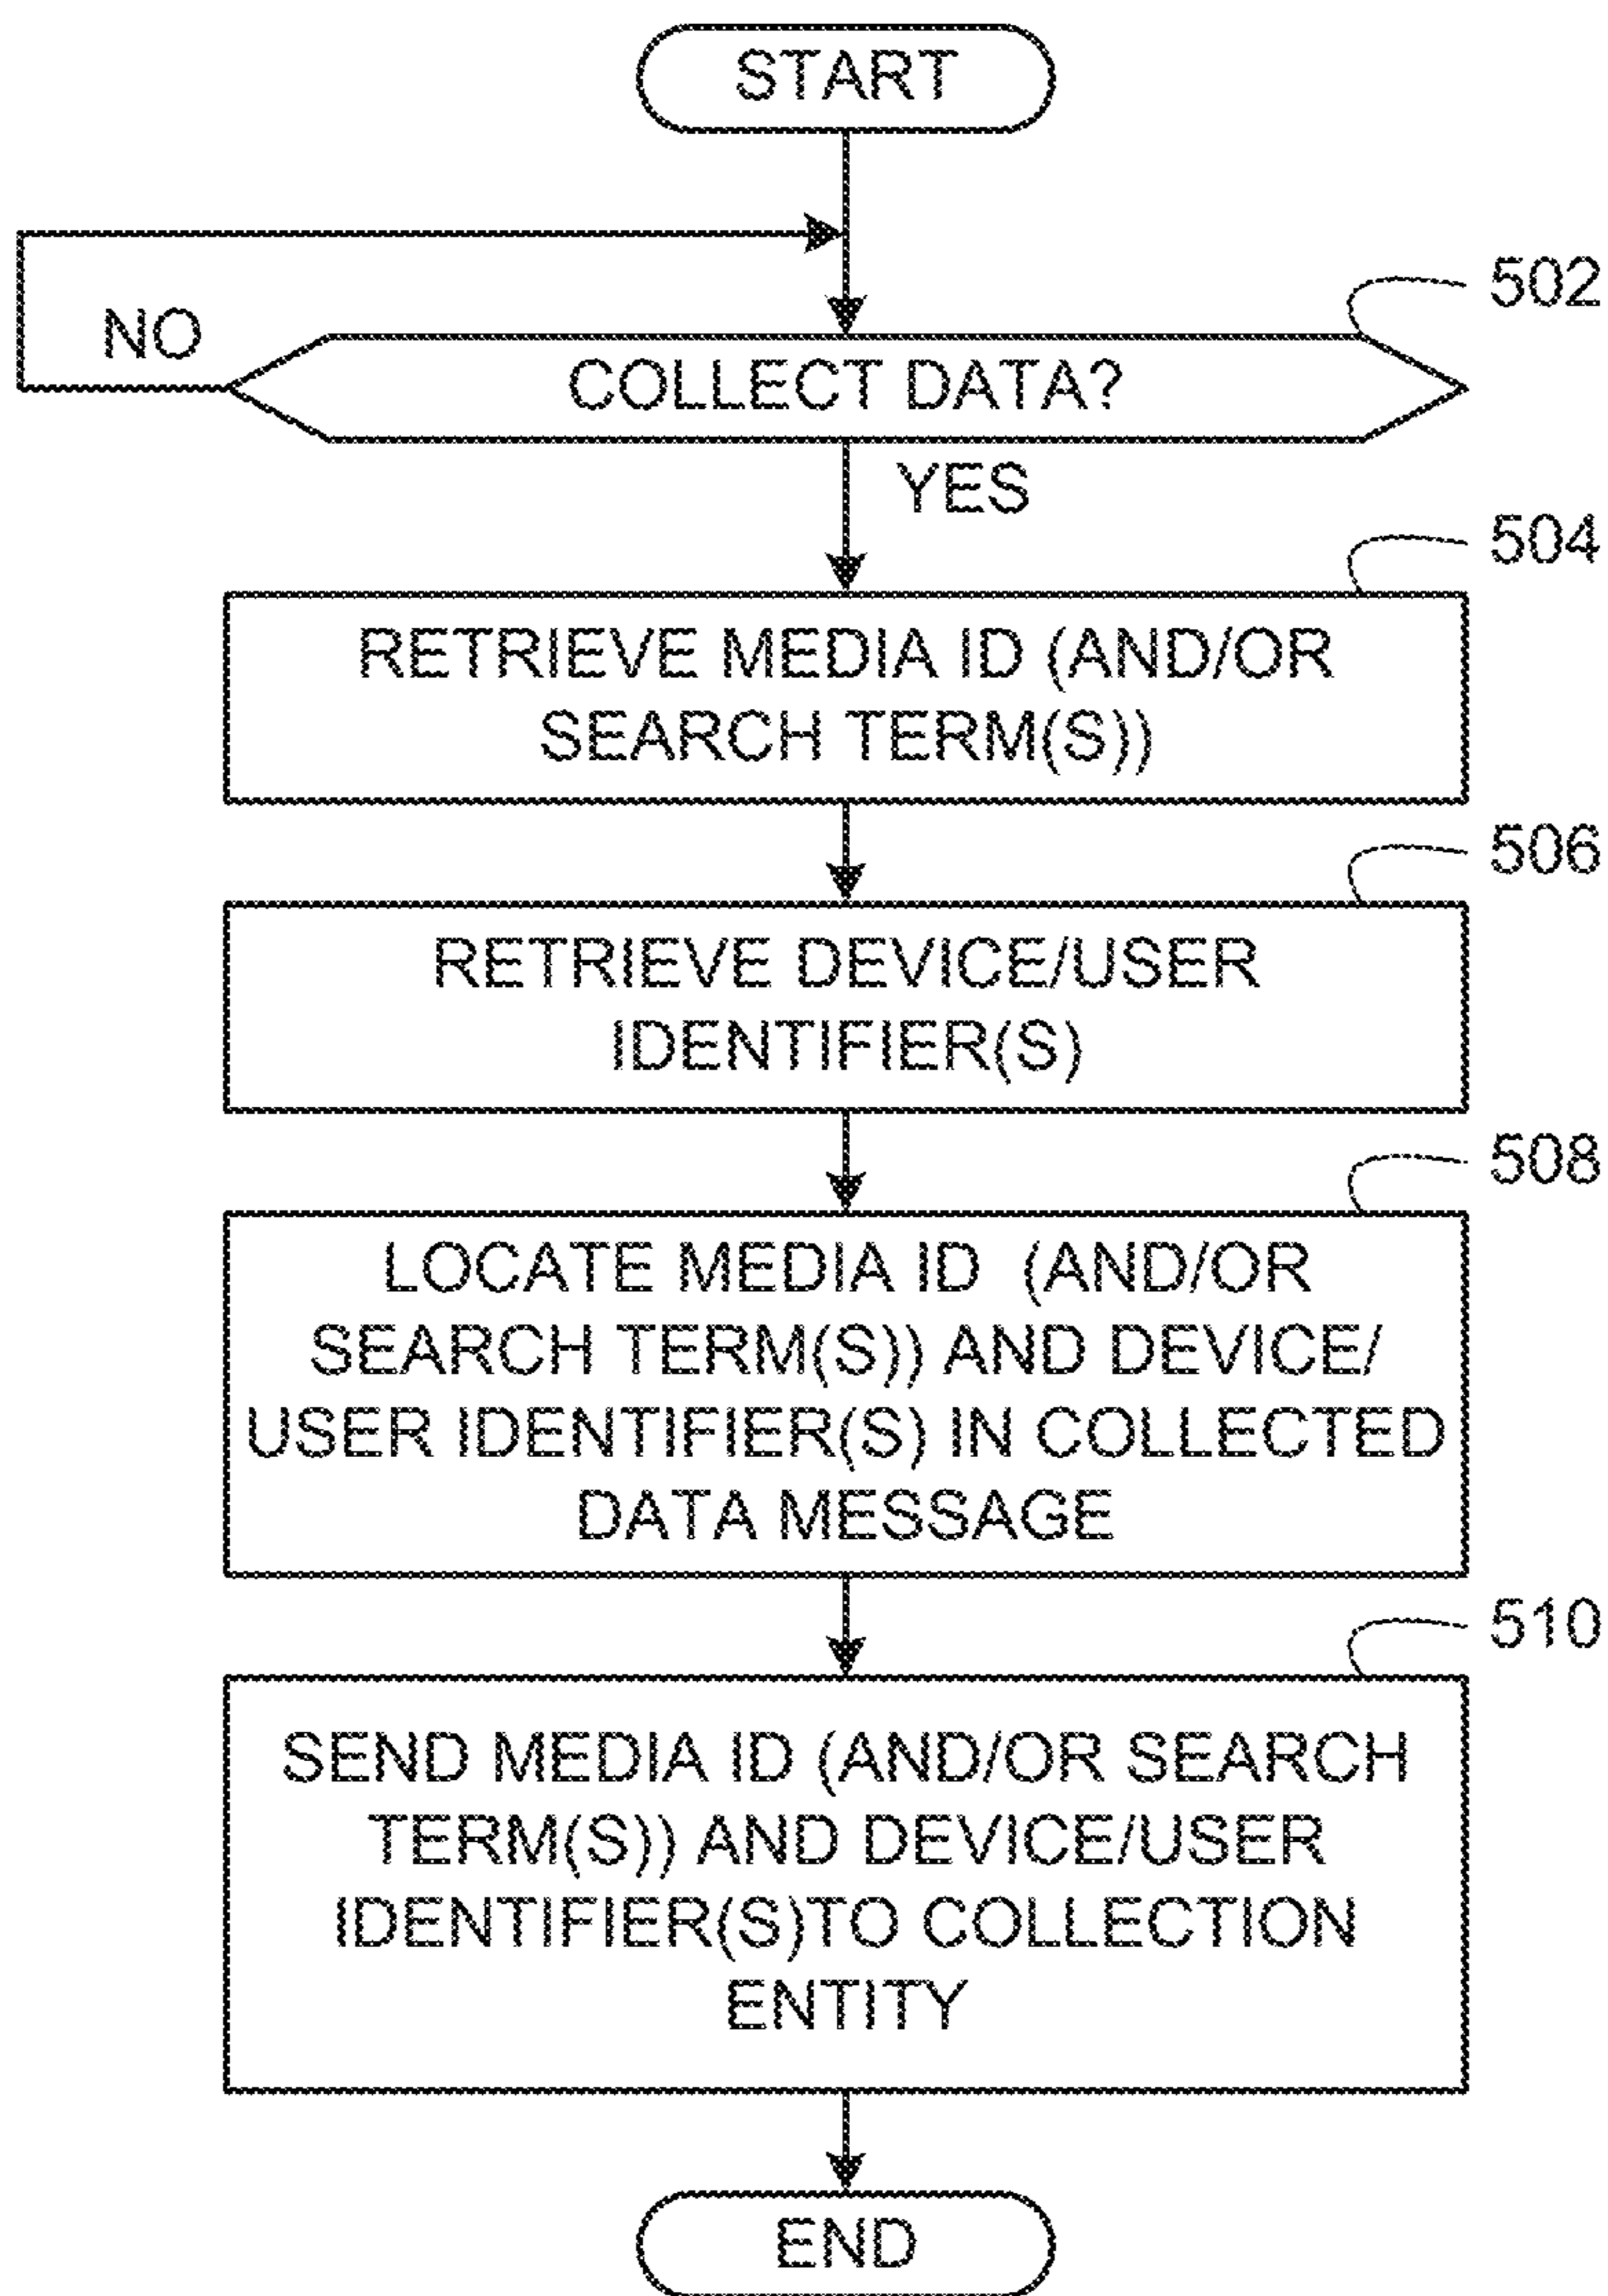 START
502
NO
COLLECT DATA?
YES
504
RETRIEVE MEDIA ID (AND/OR
SEARCH TERM(S))
506
RETRIEVE DEVICE/USER
IDENTIFIER(S)
508
LOCATE MEDIA ID (AND/OR
SEARCH TERM(S)) AND DEVICE/
USER IDENTIFIER(S) IN COLLECTED
DATA MESSAGE
510
SEND MEDIA ID (AND/OR SEARCH
TERM(S)) AND DEVICE/USER
IDENTIFIER(S)TO COLLECTION
ENTITY
END